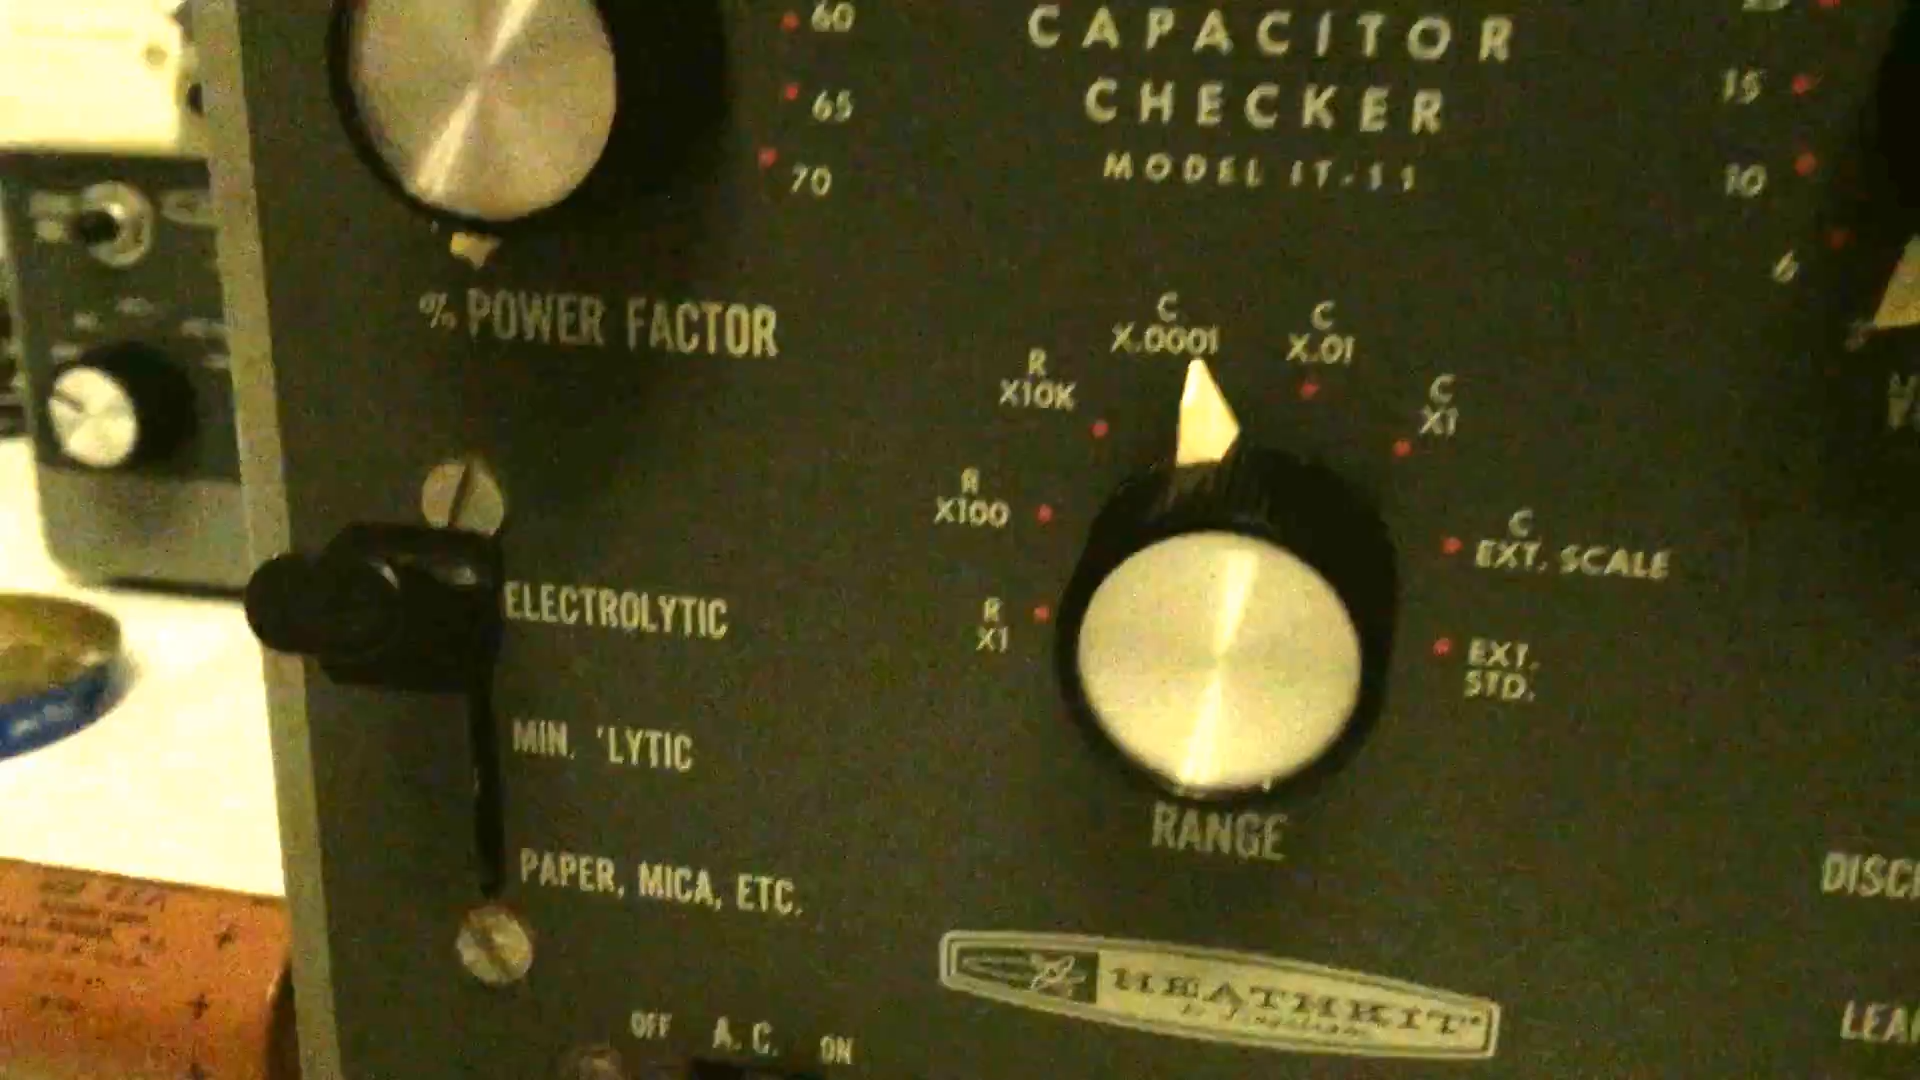 60
65
70
CAPACITOR
CHECKER
MODEL IT-11
15
10
6
% POWER FACTOR
C
X.0001
C
X.01
R
X10K
C
X1
R
X100
C
EXT. SCALE
R
X1
EXT.
STD.
ELECTROLYTIC
MIN. 'LYTIC
PAPER, MICA, ETC.
RANGE
HEATHKIT
OFF A.C. ON